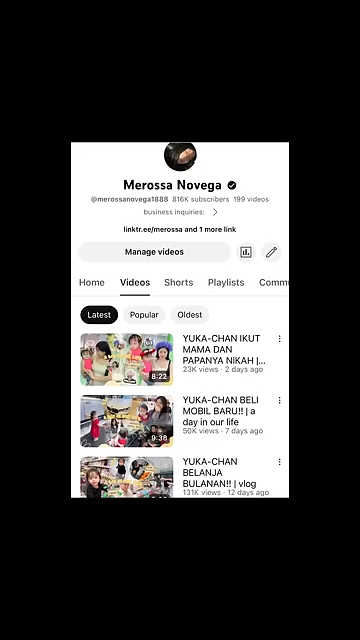 Merossa Novega
@merossanovega1888 816K subscribers 199 videos
business inquiries:
linktr.ee/merossa and 1 more link
Manage videos
Home Videos Shorts Playlists Commu
Latest Popular Oldest
YUKA-CHAN IKUT
MAMA DAN
PAPANYA NIKAH |...
23K views · 2 days ago
8:22
YUKA-CHAN BELI
MOBIL BARU!! | a
day in our life
50K views · 7 days ago
9:38
YUKA-CHAN
BELANJA
BULANAN!! | vlog
131K views · 12 days ago